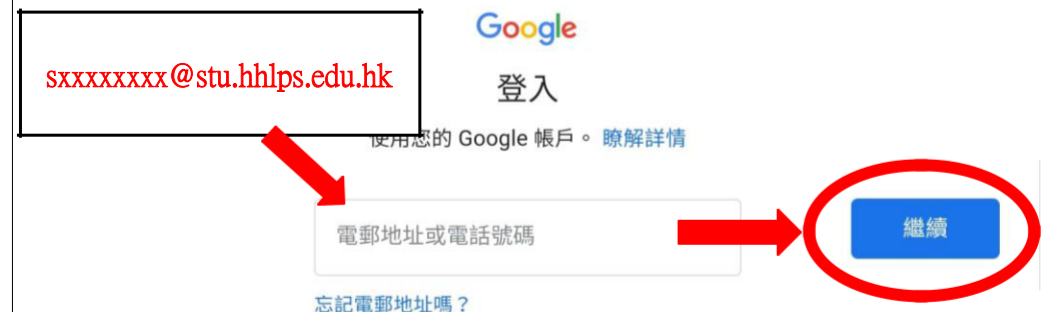 Google
sxxxxxxxx@stu.hhlps.edu.hk
登入
使用您的 Google 帳戶。 瞭解詳情
電郵地址或電話號碼
繼續
忘記電郵地址嗎？